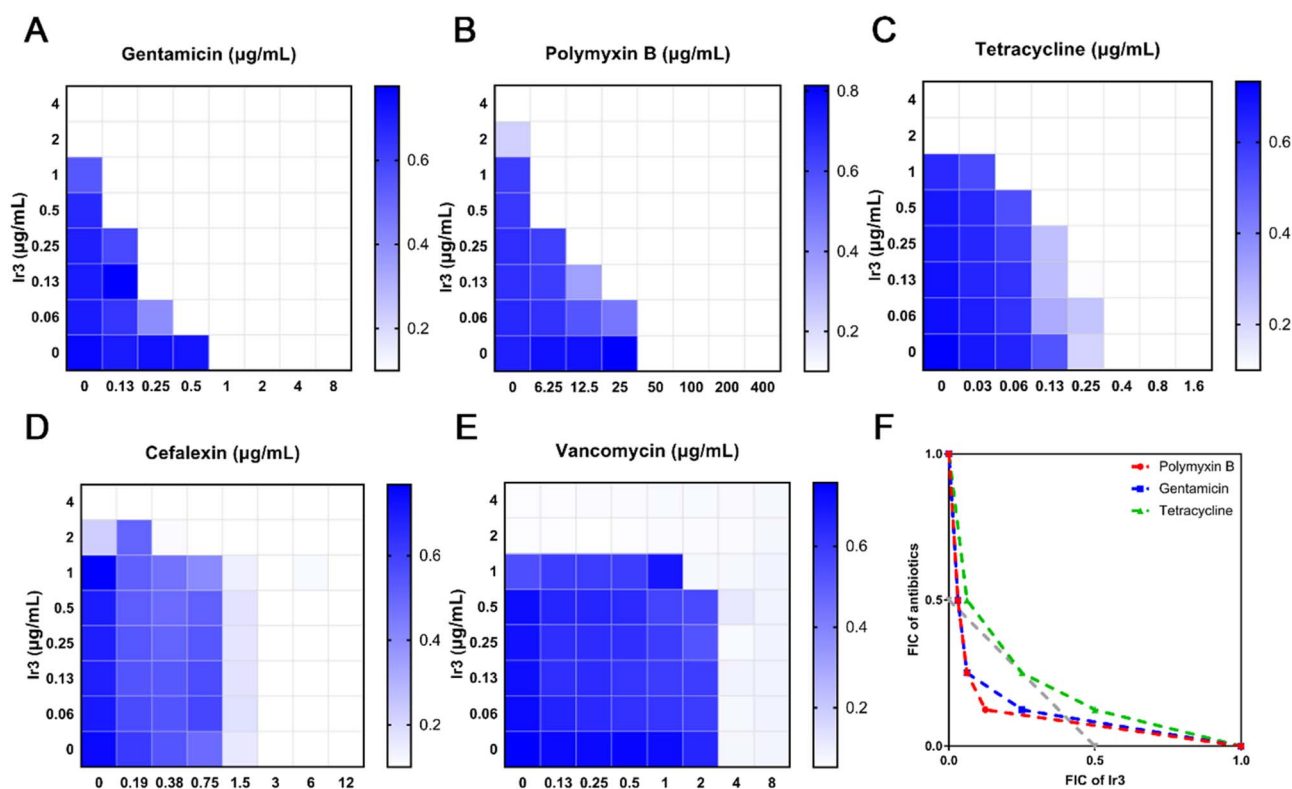 A
Gentamicin (µg/mL)
Ir3 (µg/mL)
4
2
1
0.5
0.25
0.13
0.06
0
0 0.13 0.25 0.5 1 2 4 8
0.6
0.4
0.2
B
Polymyxin B (µg/mL)
Ir3 (µg/mL)
4
2
1
0.5
0.25
0.13
0.06
0
0 6.25 12.5 25 50 100 200 400
0.8
0.6
0.4
0.2
C
Tetracycline (µg/mL)
Ir3 (µg/mL)
4
2
1
0.5
0.25
0.13
0.06
0
0 0.03 0.06 0.13 0.25 0.4 0.8 1.6
0.6
0.4
0.2
D
Cefalexin (µg/mL)
Ir3 (µg/mL)
4
2
1
0.5
0.25
0.13
0.06
0
0 0.19 0.38 0.75 1.5 3 6 12
0.6
0.4
0.2
E
Vancomycin (µg/mL)
Ir3 (µg/mL)
4
2
1
0.5
0.25
0.13
0.06
0
0 0.13 0.25 0.5 1 2 4 8
0.6
0.4
0.2
F
FIC of antibiotics
1.0
0.5
0.0
Polymyxin B
Gentamicin
Tetracycline
0.0 0.5 1.0
FIC of Ir3